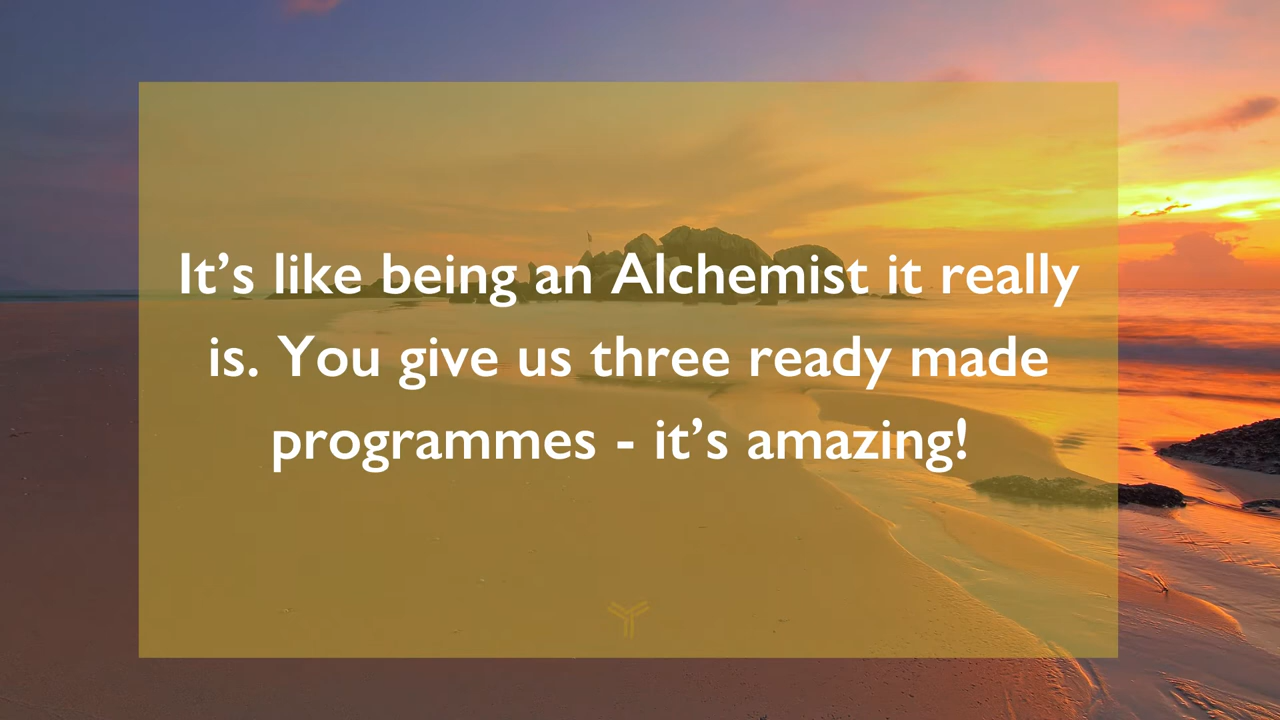 It’s like being an Alchemist it really
is. You give us three ready made
programmes - it’s amazing!